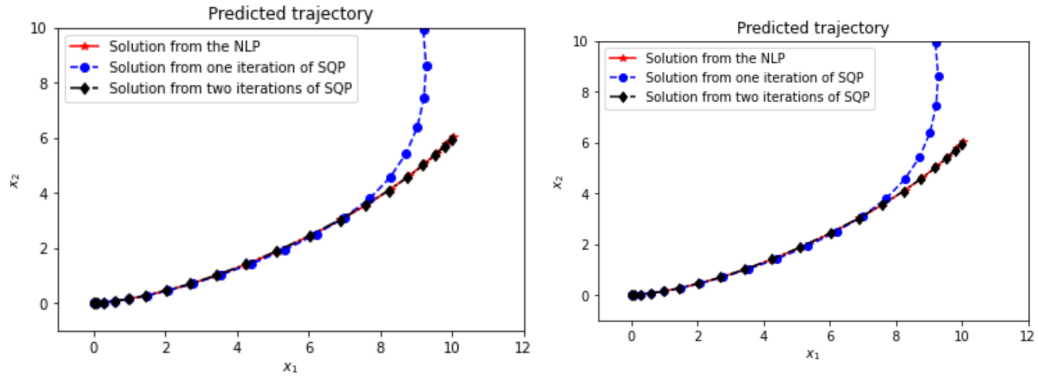 Predicted trajectory
10
8
6
4
2
0
x₂
Solution from the NLP
Solution from one iteration of SQP
Solution from two iterations of SQP
0 2 4 6 8 10 12
x₁
Predicted trajectory
10
8
6
4
2
0
x₂
Solution from the NLP
Solution from one iteration of SQP
Solution from two iterations of SQP
0 2 4 6 8 10 12
x₁